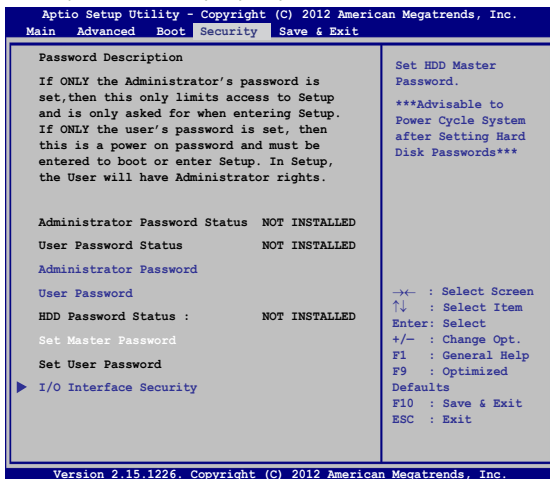 Aptio Setup Utility - Copyright (C) 2012 American Megatrends, Inc.
Main Advanced Boot Security Save & Exit
Password Description
If ONLY the Administrator's password is
set,then this only limits access to Setup
and is only asked for when entering Setup.
If ONLY the user's password is set, then
this is a power on password and must be
entered to boot or enter Setup. In Setup,
the User will have Administrator rights.
Administrator Password Status NOT INSTALLED
User Password Status NOT INSTALLED
Administrator Password
User Password
HDD Password Status : NOT INSTALLED
Set Master Password
Set User Password
I/O Interface Security
Set HDD Master
Password.
***Advisable to
Power Cycle System
after Setting Hard
Disk Passwords***
→← : Select Screen
↑↓ : Select Item
Enter: Select
+/— : Change Opt.
F1 : General Help
F9 : Optimized
Defaults
F10 : Save & Exit
ESC : Exit
Version 2.15.1226. Copyright (C) 2012 American Megatrends, Inc.